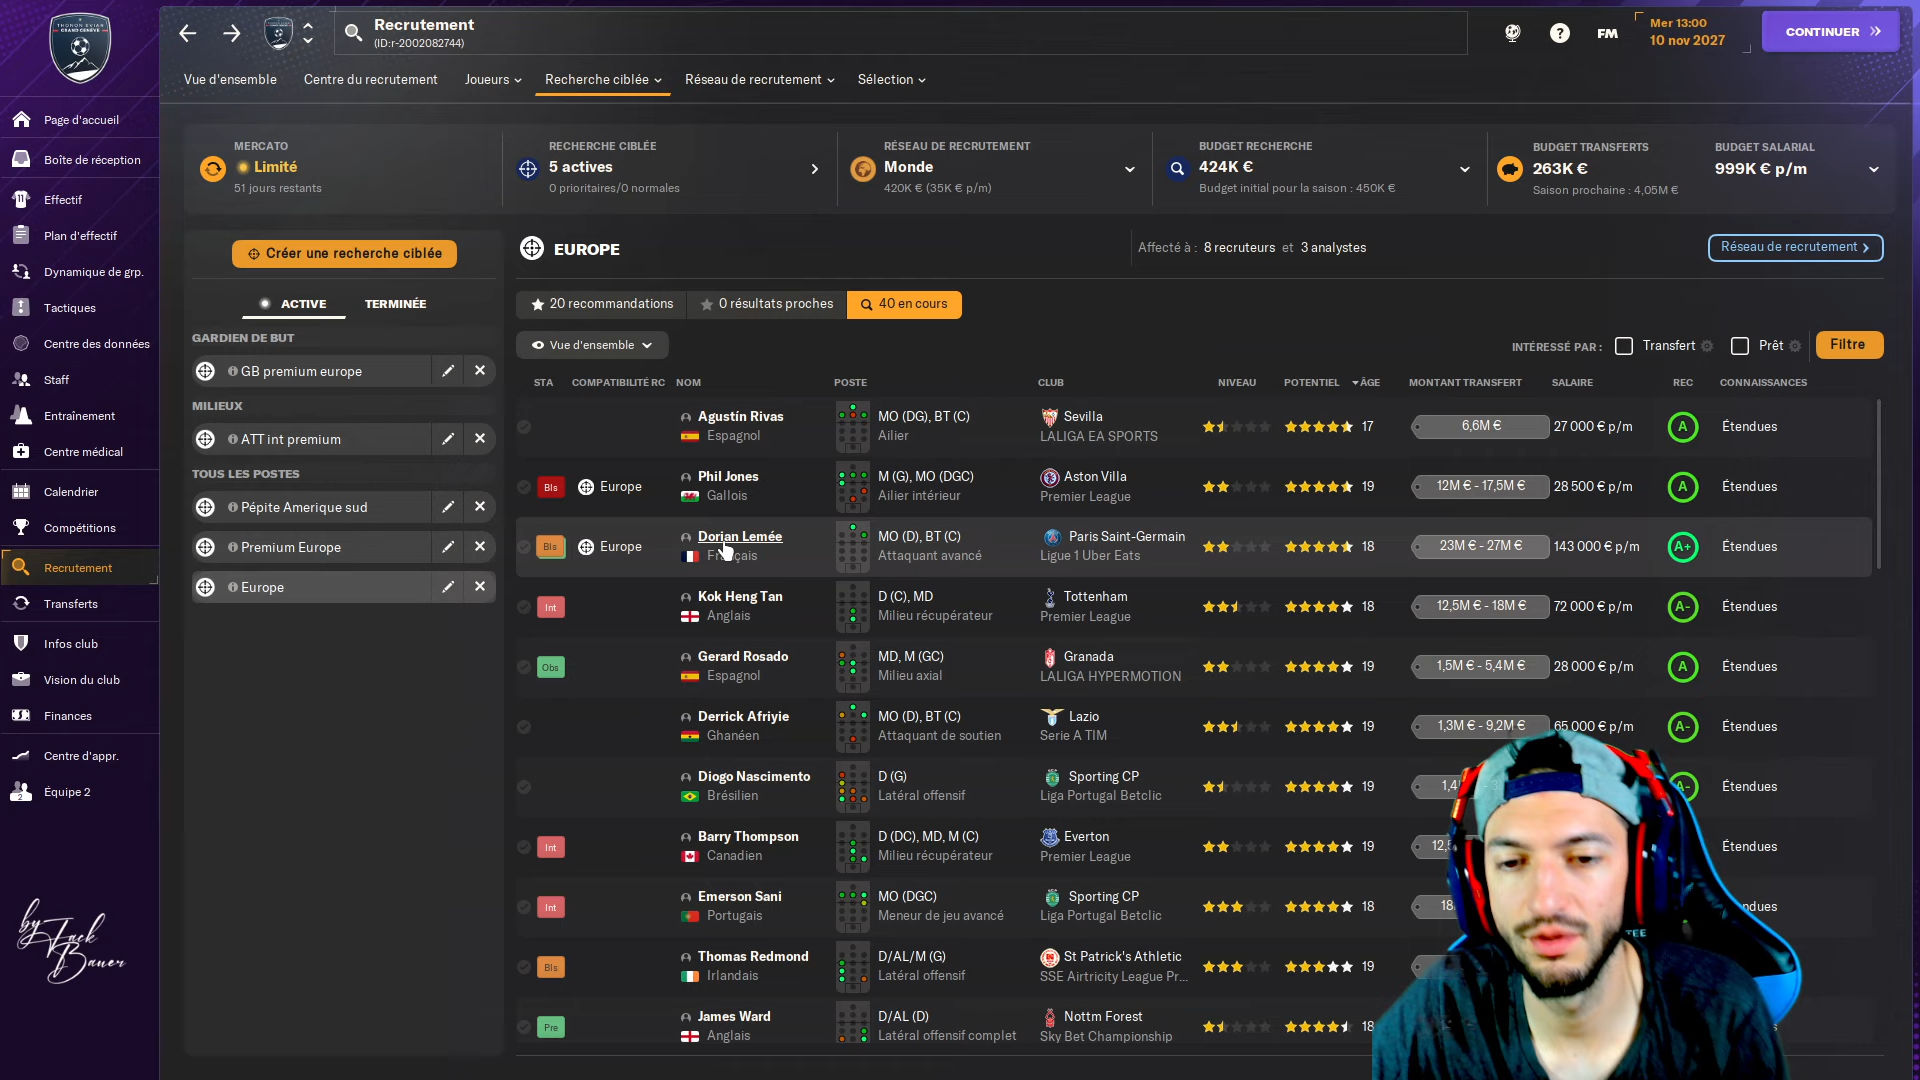 THONON EVIAN
GRAND GENÈVE
Recrutement
(ID:r-2002082744)
FM
Mer 13:00
10 nov 2027
CONTINUER
Vue d'ensemble
Centre du recrutement
Joueurs
Recherche ciblée
Réseau de recrutement
Sélection
Page d'accueil
Boîte de réception
Effectif
Plan d'effectif
Dynamique de grp.
Tactiques
Centre des données
Staff
Entraînement
Centre médical
Calendrier
Compétitions
Recrutement
Transferts
Infos club
Vision du club
Finances
Centre d'appr.
Équipe 2
by Jack Bauer
MERCATO
Limité
51 jours restants
RECHERCHE CIBLÉE
5 actives
0 prioritaires/0 normales
RÉSEAU DE RECRUTEMENT
Monde
420K € (35K € p/m)
BUDGET RECHERCHE
424K €
Budget initial pour la saison : 450K €
BUDGET TRANSFERTS
263K €
Saison prochaine : 4,05M €
BUDGET SALARIAL
999K € p/m
Créer une recherche ciblée
ACTIVE
TERMINÉE
GARDIEN DE BUT
GB premium europe
MILIEUX
ATT int premium
TOUS LES POSTES
Pépite Amerique sud
Premium Europe
Europe
EUROPE
Affecté à : 8 recruteurs et 3 analystes
Réseau de recrutement
20 recommandations
0 résultats proches
40 en cours
Vue d'ensemble
INTÉRESSÉ PAR :
Transfert
Prêt
Filtre
STA COMPATIBILITÉ RC NOM POSTE CLUB NIVEAU POTENTIEL ÂGE MONTANT TRANSFERT SALAIRE REC CONNAISSANCES
Agustín Rivas MO (DG), BT (C) Sevilla 17 6,6M € 27 000 € p/m A Étendues
Espagnol Ailier LALIGA EA SPORTS
Bls Europe Phil Jones M (G), MO (DGC) Aston Villa 19 12M € - 17,5M € 28 500 € p/m A Étendues
Gallois Ailier intérieur Premier League
Bls Europe Dorian Lemée MO (D), BT (C) Paris Saint-Germain 18 23M € - 27M € 143 000 € p/m A+ Étendues
Français Attaquant avancé Ligue 1 Uber Eats
Int Kok Heng Tan D (C), MD Tottenham 18 12,5M € - 18M € 72 000 € p/m A- Étendues
Anglais Milieu récupérateur Premier League
Obs Gerard Rosado MD, M (GC) Granada 19 1,5M € - 5,4M € 28 000 € p/m A Étendues
Espagnol Milieu axial LALIGA HYPERMOTION
Derrick Afriyie MO (D), BT (C) Lazio 19 1,3M € - 9,2M € 65 000 € p/m A- Étendues
Ghanéen Attaquant de soutien Serie A TIM
Diogo Nascimento D (G) Sporting CP 19 A- Étendues
Brésilien Latéral offensif Liga Portugal Betclic
Int Barry Thompson D (DC), MD, M (C) Everton 19 Étendues
Canadien Milieu récupérateur Premier League
Int Emerson Sani MO (DGC) Sporting CP 18
Portugais Meneur de jeu avancé Liga Portugal Betclic
Bls Thomas Redmond D/AL/M (G) St Patrick's Athletic 19
Irlandais Latéral offensif SSE Airtricity League Pr...
Pre James Ward D/AL (D) Nottm Forest 18
Anglais Latéral offensif complet Sky Bet Championship